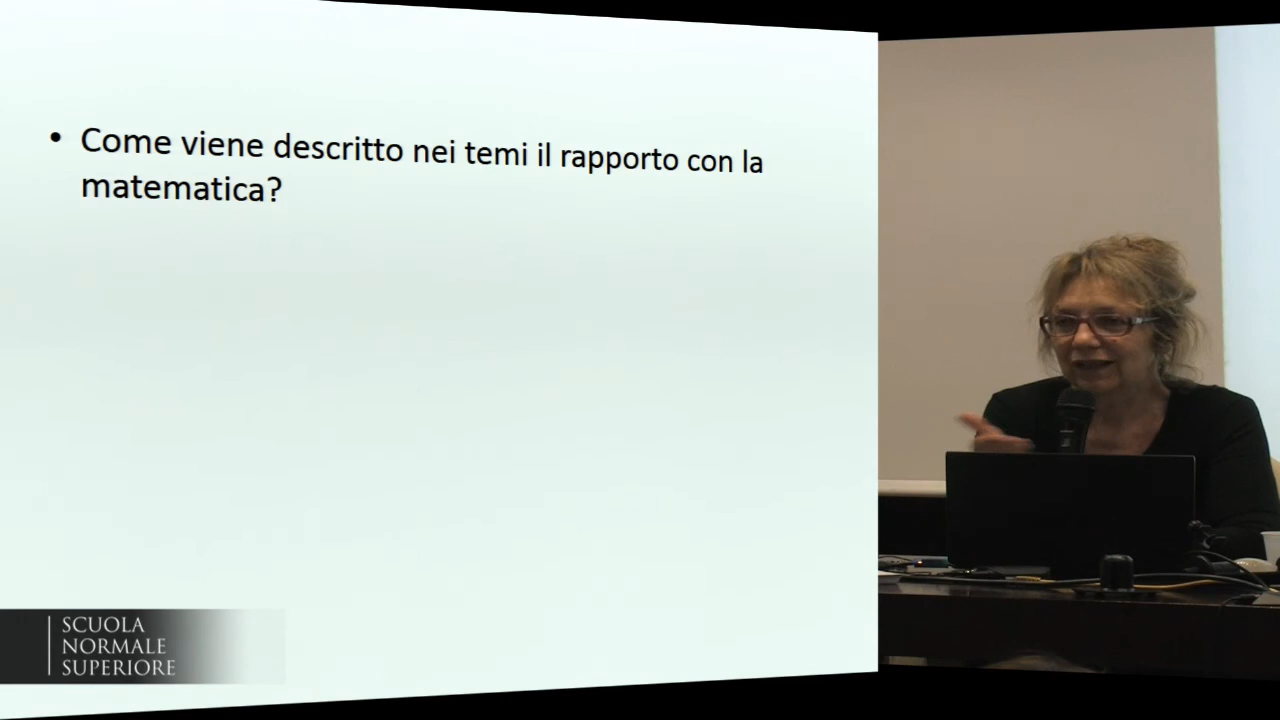 • Come viene descritto nei temi il rapporto con la
matematica?
SCUOLA
NORMALE
SUPERIORE